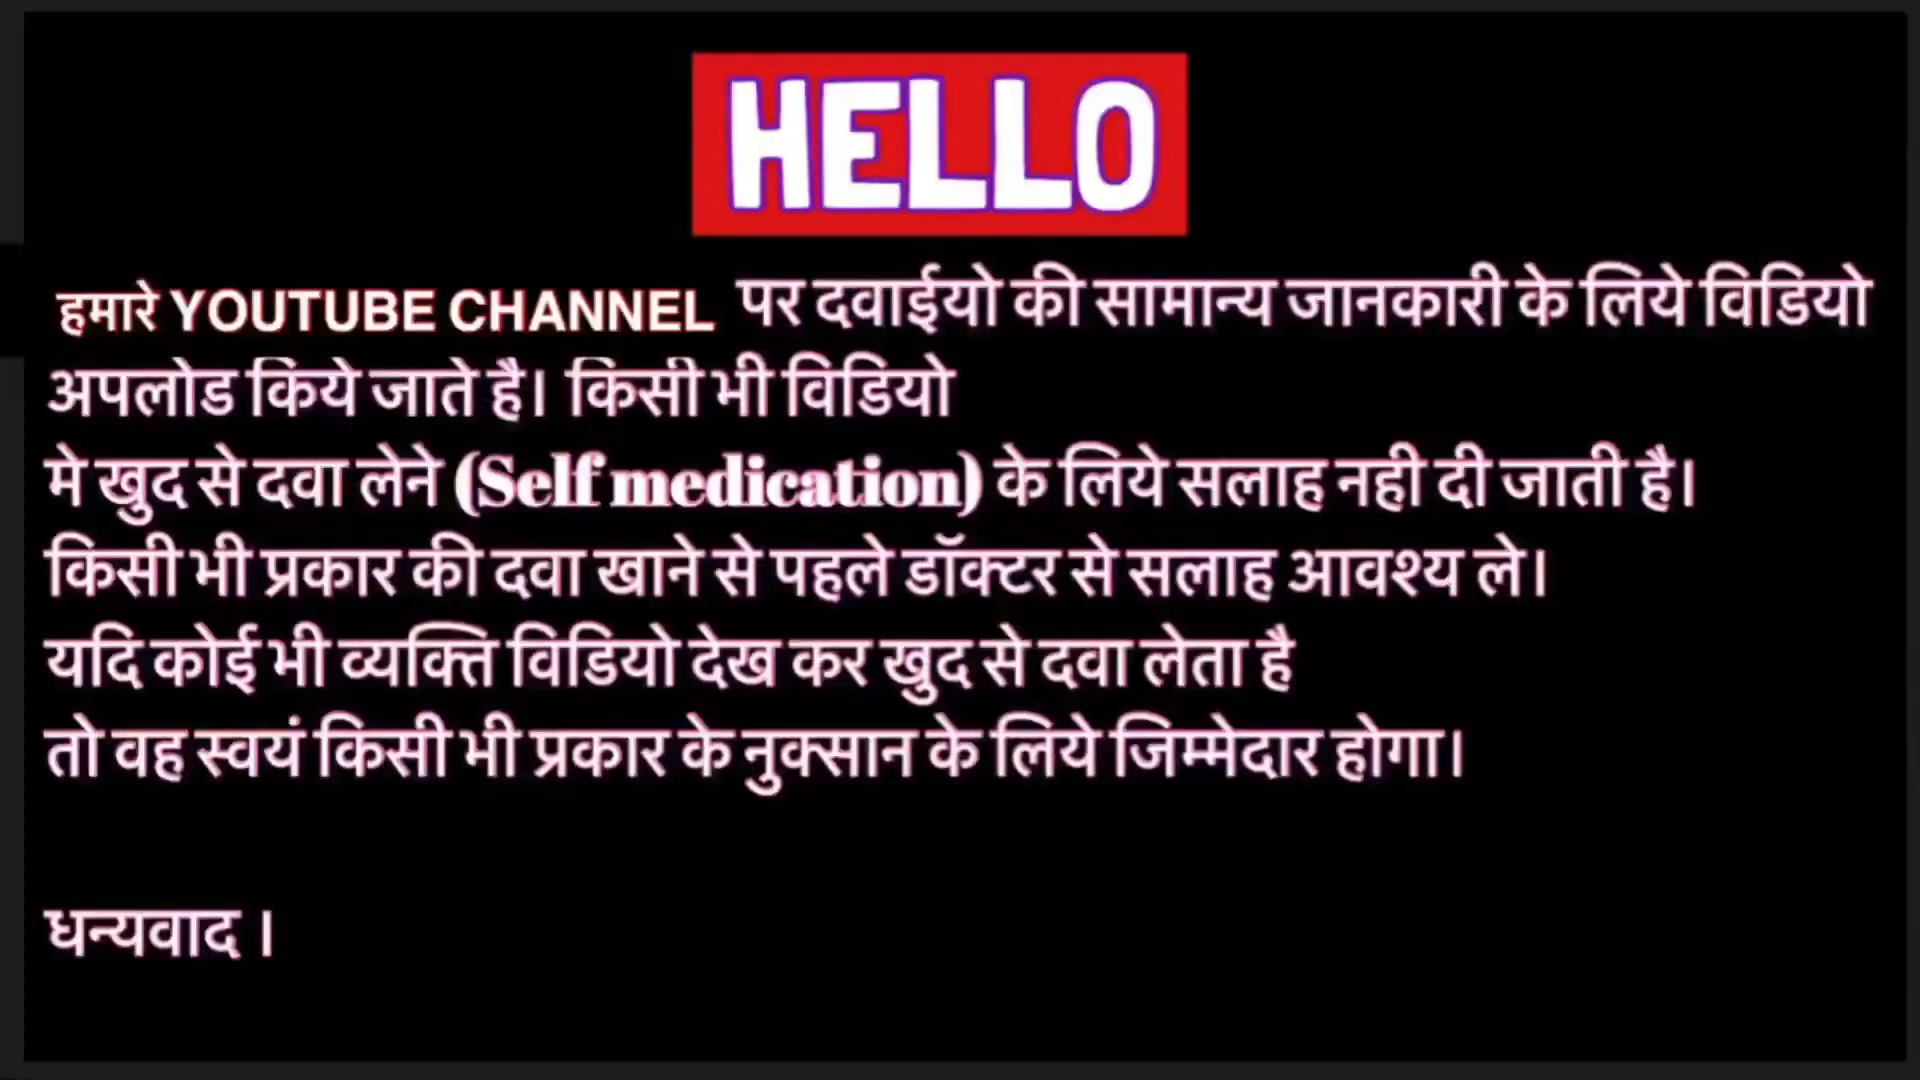 HELLO
हमारे YOUTUBE CHANNEL पर दवाईयो की सामान्य जानकारी के लिये विडियो
अपलोड किये जाते है। किसी भी विडियो
मे खुद से दवा लेने (Self medication) के लिये सलाह नही दी जाती है।
किसी भी प्रकार की दवा खाने से पहले डॉक्टर से सलाह आवश्य ले।
यदि कोई भी व्यक्ति विडियो देख कर खुद से दवा लेता है
तो वह स्वयं किसी भी प्रकार के नुक्सान के लिये जिम्मेदार होगा।
धन्यवाद ।